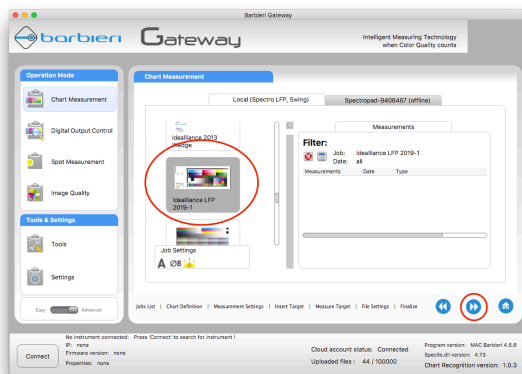 Barbieri Gateway
barbieri
Gateway
Intelligent Measuring Technology
when Color Quality counts
Operation Mode
Chart Measurement
Digital Output Control
Spot Measurement
Image Quality
Tools & Settings
Tools
Settings
Easy
Advanced
Chart Measurement
Local (Spectro LFP, Swing)
Spectropad-B406467 (offline)
Idealliance 2013
Wedge
Idealliance LFP
2019-1
Job Settings
A Ø8
Measurements
Filter:
Job: Idealliance LFP 2019-1
Date: all
Measurements Date Type
Jobs List | Chart Definition | Measurement Settings | Insert Target | Measure Target | File Settings | Finalize
Connect
No instrument connected: Press 'Connect' to search for instrument !
IP: none
Firmware version: none
Properties: none
Cloud account status: Connected
Uploaded files : 44 / 100000
Program version: MAC Barbieri 4.5.6
Speclib.dll version: 4.73
Chart Recognition version: 1.0.3